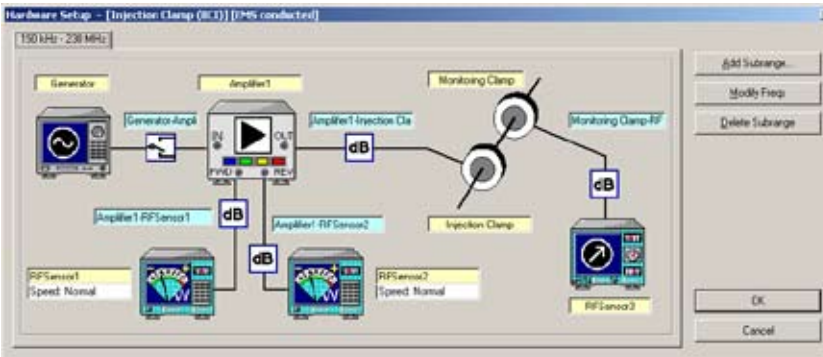 Hardware Setup - [Injection Clamp (BCI)] [EMS conducted]
150 kHz - 230 MHz
Add Subrange...
Modify Freqs
Delete Subrange
Generator
Amplifier1
Monitoring Clamp
Generator-Ampli
Amplifier1-Injection Cla
Monitoring Clamp-RF
IN
OUT
dB
FWD
REV
dB
Amplifier1-RFSensor1
dB
Amplifier1-RFSensor2
Injection Clamp
dB
RFSensor1
Speed: Normal
W
W
RFSensor2
Speed: Normal
RFSensor3
OK
Cancel